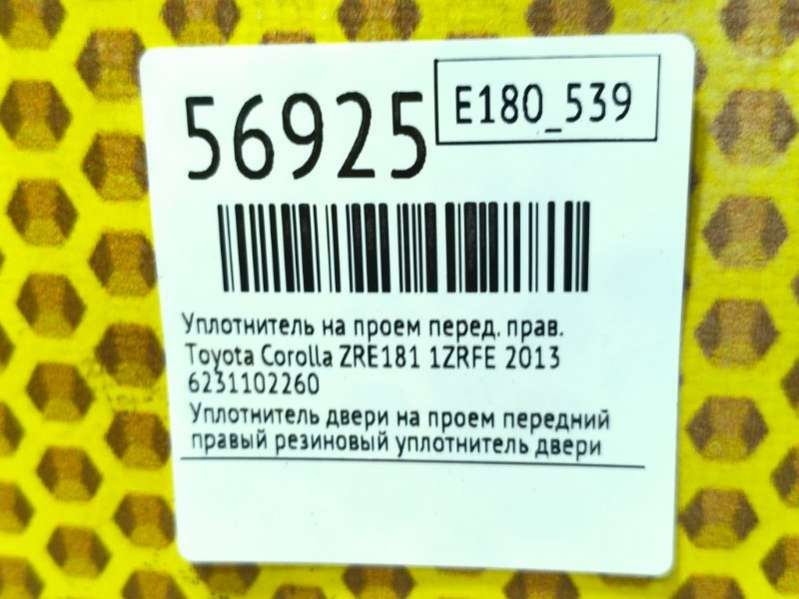 56925
E180_539
Уплотнитель на проем перед. прав.
Toyota Corolla ZRE181 1ZRFE 2013
6231102260
Уплотнитель двери на проем передний
правый резиновый уплотнитель двери